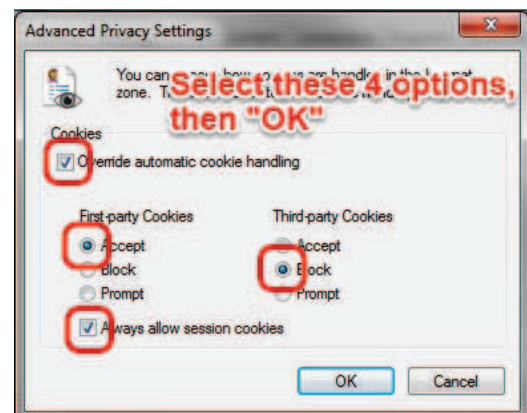 Advanced Privacy Settings
You can
zone.
Select these 4 options,
then "OK"
Cookies
Override automatic cookie handling
First-party Cookies
Third-party Cookies
Accept
Accept
Block
Block
Prompt
Prompt
Always allow session cookies
OK
Cancel